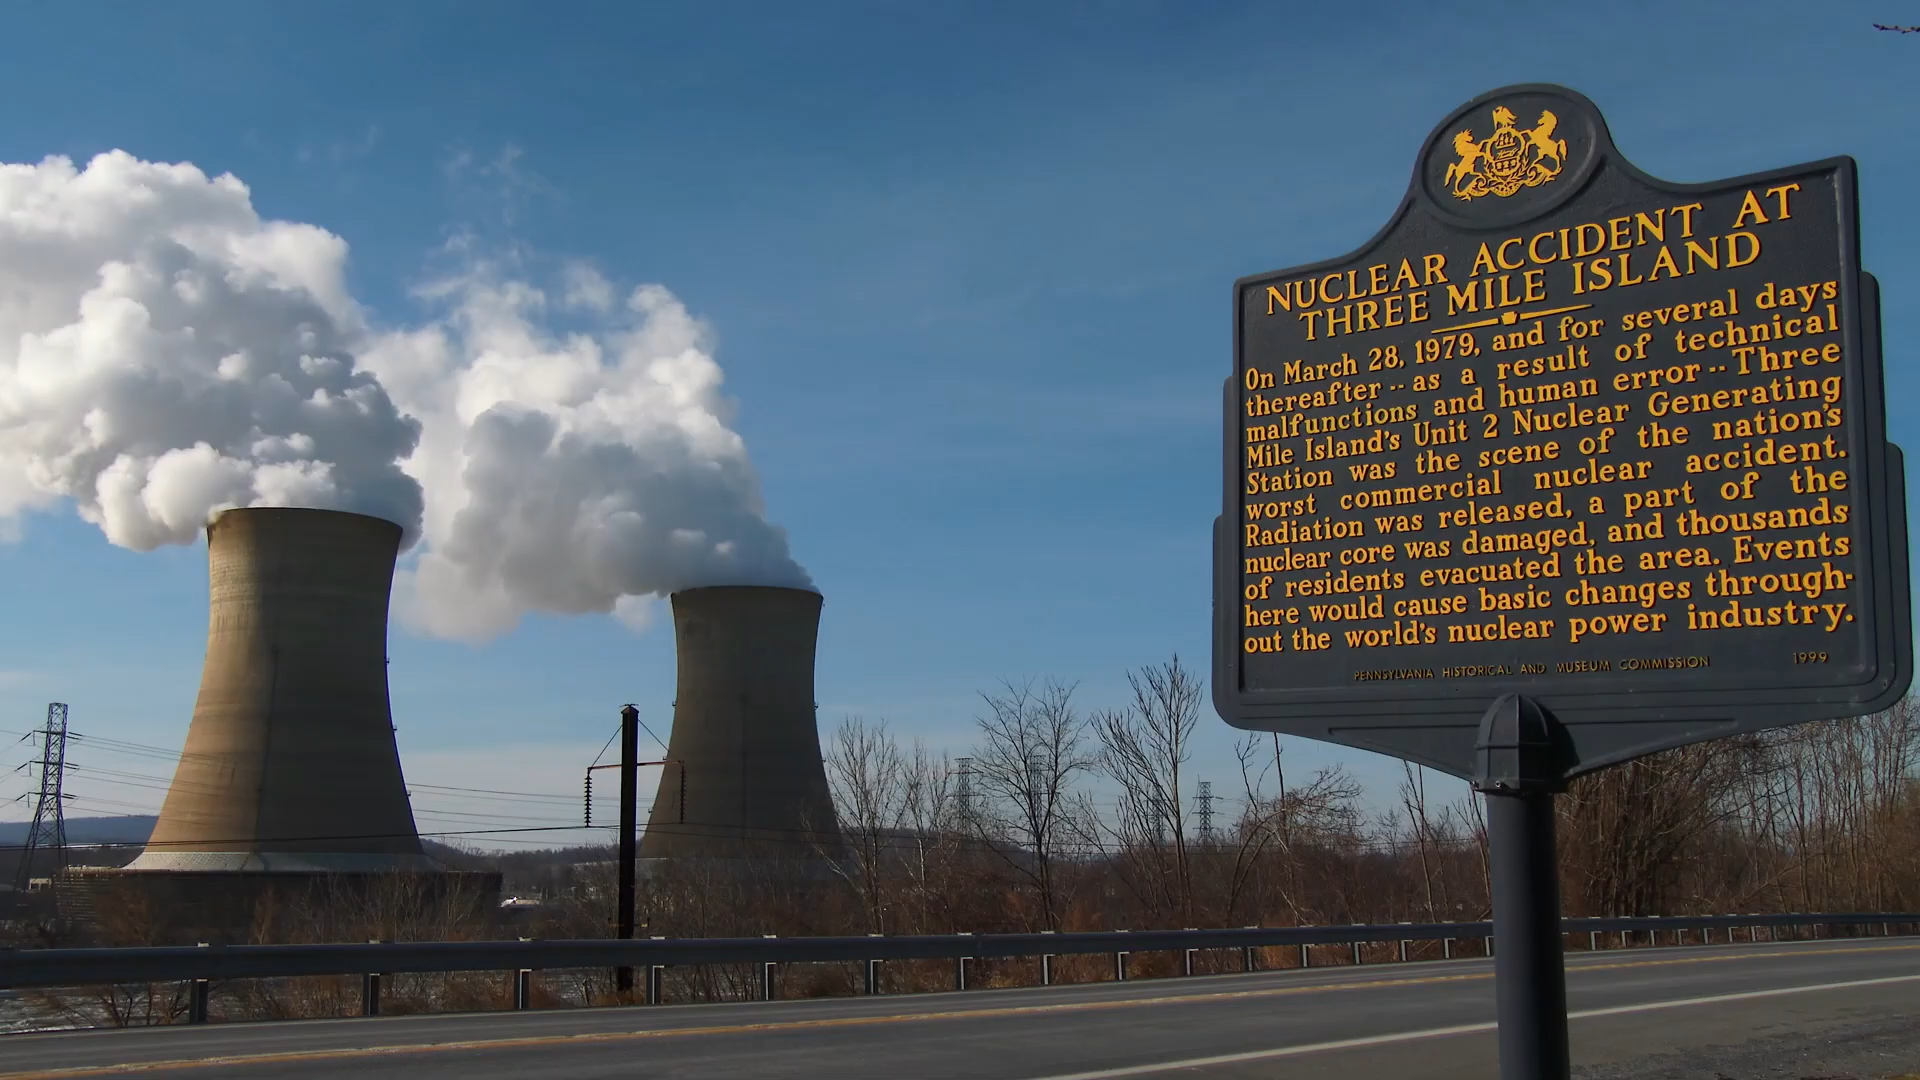 NUCLEAR ACCIDENT AT
THREE MILE ISLAND
On March 28, 1979, and for several days
thereafter -- as a result of technical
malfunctions and human error -- Three
Mile Island's Unit 2 Nuclear Generating
Station was the scene of the nation's
worst commercial nuclear accident.
Radiation was released, a part of the
nuclear core was damaged, and thousands
of residents evacuated the area. Events
here would cause basic changes through-
out the world's nuclear power industry.
PENNSYLVANIA HISTORICAL AND MUSEUM COMMISSION 1999